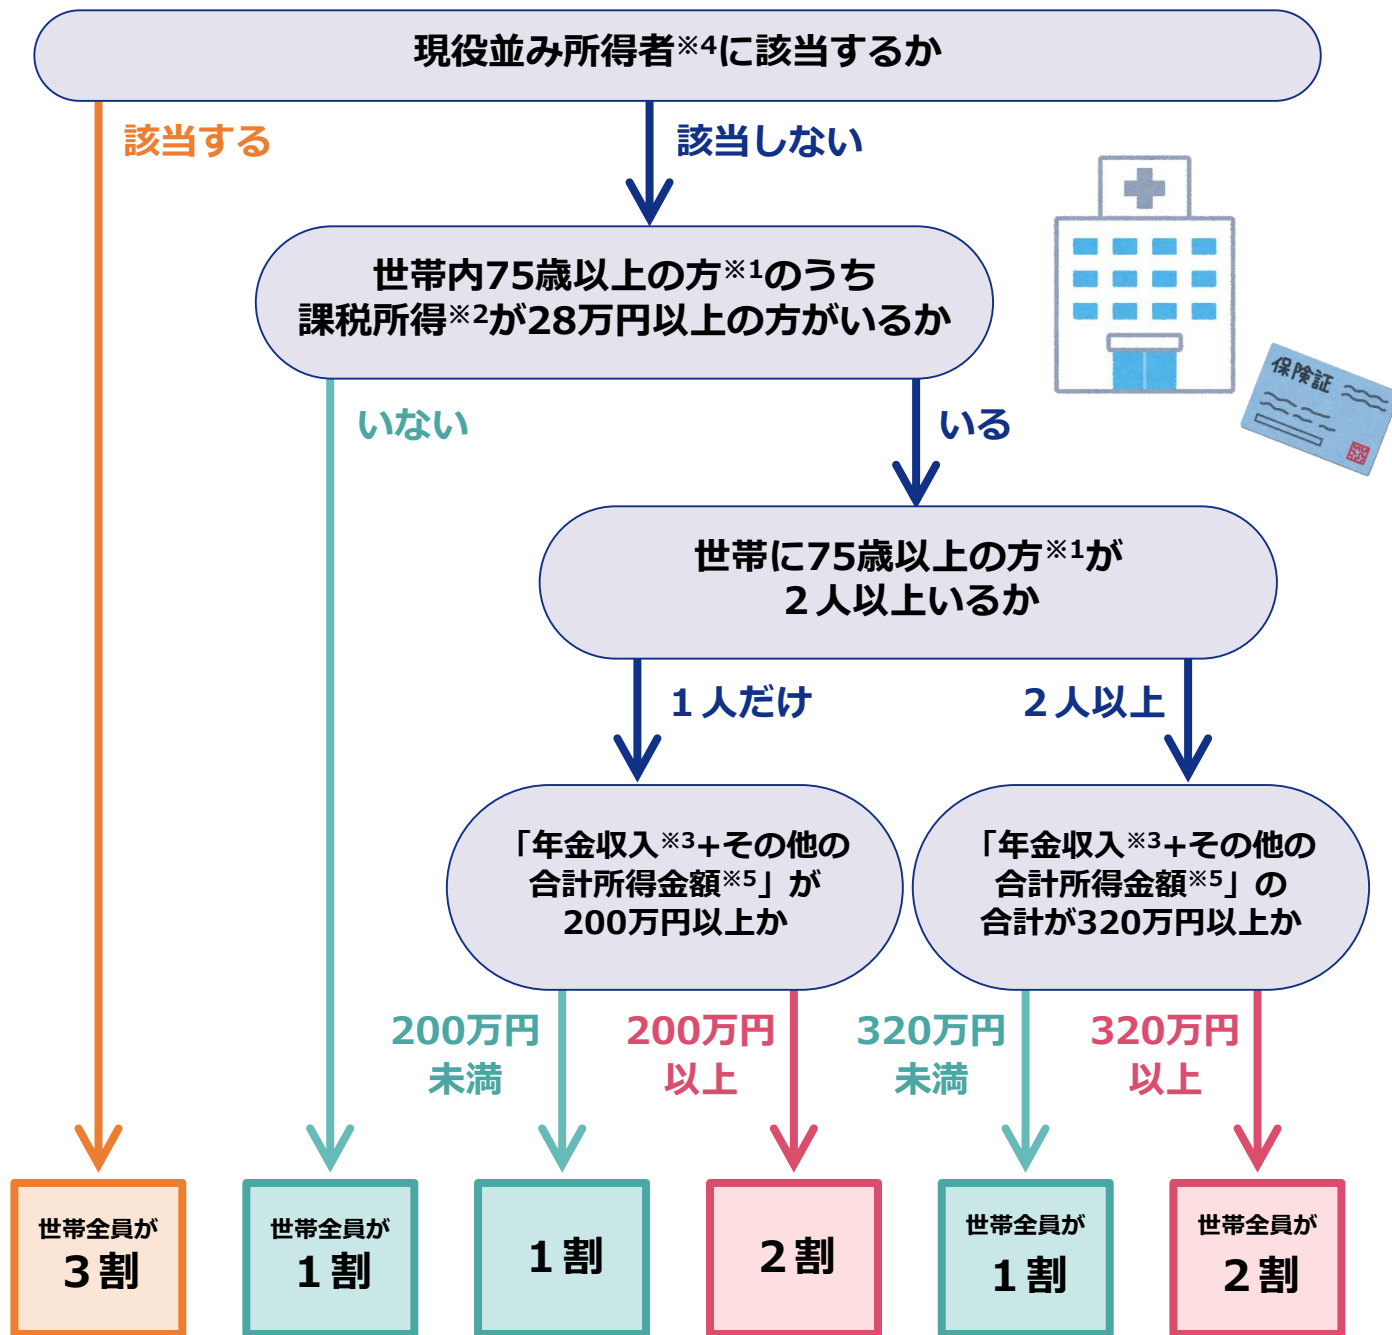 現役並み所得者※4に該当するか
該当する
該当しない
世帯内75歳以上の方※1のうち
課税所得※2が28万円以上の方がいるか
保険証
いない
いる
世帯に75歳以上の方※1が
２人以上いるか
１人だけ
２人以上
「年金収入※3+その他の
合計所得金額※5」が
200万円以上か
「年金収入※3+その他の
合計所得金額※5」の
合計が320万円以上か
200万円
未満
200万円
以上
320万円
未満
320万円
以上
世帯全員が
３割
世帯全員が
１割
１割
２割
世帯全員が
１割
世帯全員が
２割